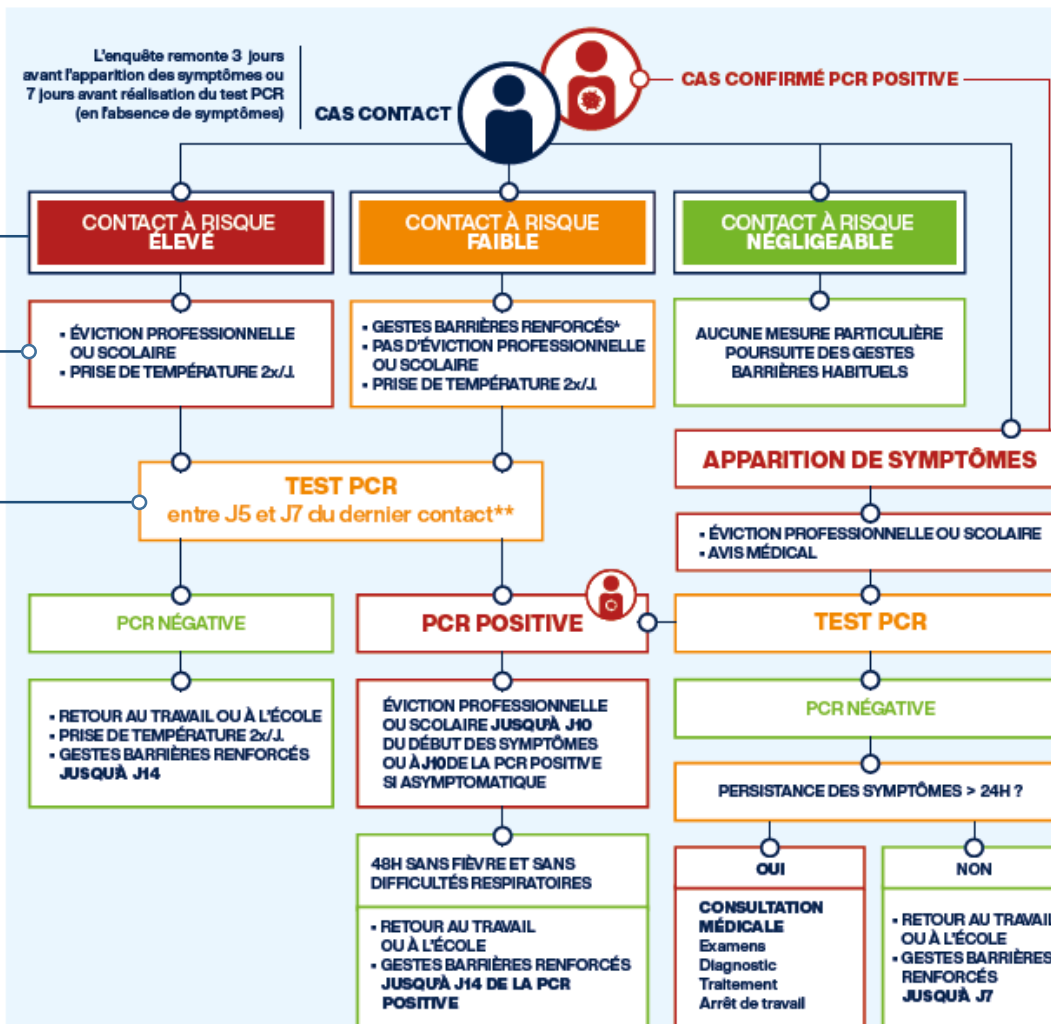 L'enquête remonte 3 jours
avant l'apparition des symptômes ou
7 jours avant réalisation du test PCR
(en l'absence de symptômes)
CAS CONTACT
CAS CONFIRMÉ PCR POSITIVE
CONTACT À RISQUE
ÉLEVÉ
CONTACT À RISQUE
FAIBLE
CONTACT À RISQUE
NÉGLIGEABLE
▪ ÉVICTION PROFESSIONNELLE
OU SCOLAIRE
▪ PRISE DE TEMPÉRATURE 2x/J.
▪ GESTES BARRIÈRES RENFORCÉS*
▪ PAS D'ÉVICTION PROFESSIONNELLE
OU SCOLAIRE
▪ PRISE DE TEMPÉRATURE 2x/J.
AUCUNE MESURE PARTICULIÈRE
POURSUITE DES GESTES
BARRIÈRES HABITUELS
APPARITION DE SYMPTÔMES
▪ ÉVICTION PROFESSIONNELLE OU SCOLAIRE
▪ AVIS MÉDICAL
TEST PCR
entre J5 et J7 du dernier contact**
PCR NÉGATIVE
PCR POSITIVE
TEST PCR
▪ RETOUR AU TRAVAIL OU À L'ÉCOLE
▪ PRISE DE TEMPÉRATURE 2x/J.
▪ GESTES BARRIÈRES RENFORCÉS
JUSQU'À J14
ÉVICTION PROFESSIONNELLE
OU SCOLAIRE JUSQU'À J10
DU DÉBUT DES SYMPTÔMES
OU À J10 DE LA PCR POSITIVE
SI ASYMPTOMATIQUE
PCR NÉGATIVE
PERSISTANCE DES SYMPTÔMES > 24H ?
48H SANS FIÈVRE ET SANS
DIFFICULTÉS RESPIRATOIRES
▪ RETOUR AU TRAVAIL
OU À L'ÉCOLE
▪ GESTES BARRIÈRES RENFORCÉS
JUSQU'À J14 DE LA PCR
POSITIVE
OUI
CONSULTATION
MÉDICALE
Examens
Diagnostic
Traitement
Arrêt de travail
NON
▪ RETOUR AU TRAVAIL
OU À L'ÉCOLE
▪ GESTES BARRIÈRES
RENFORCÉS
JUSQU'À J7